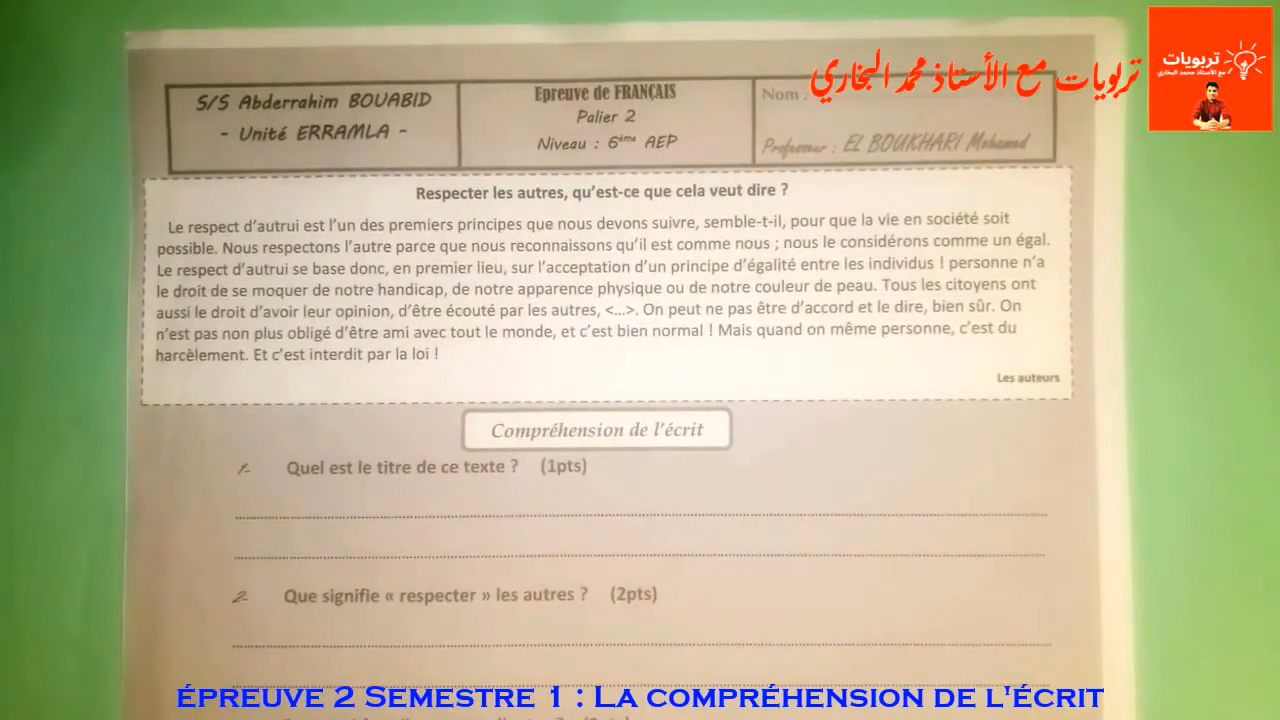 تربويات مع الأستاذ محمد البخاري
تربويات
مع الأستاذ محمد البخاري
S/S Abderrahim BOUABID
- Unité ERRAMLA -
Epreuve de FRANÇAIS
Palier 2
Niveau : 6ème AEP
Nom :
Professeur : EL BOUKHARI Mohamed
Respecter les autres, qu'est-ce que cela veut dire ?
Le respect d'autrui est l'un des premiers principes que nous devons suivre, semble-t-il, pour que la vie en société soit
possible. Nous respectons l'autre parce que nous reconnaissons qu'il est comme nous ; nous le considérons comme un égal.
Le respect d'autrui se base donc, en premier lieu, sur l'acceptation d'un principe d'égalité entre les individus ! personne n'a
le droit de se moquer de notre handicap, de notre apparence physique ou de notre couleur de peau. Tous les citoyens ont
aussi le droit d'avoir leur opinion, d'être écouté par les autres, <...>. On peut ne pas être d'accord et le dire, bien sûr. On
n'est pas non plus obligé d'être ami avec tout le monde, et c'est bien normal ! Mais quand on même personne, c'est du
harcèlement. Et c'est interdit par la loi !
Les auteurs
Compréhension de l'écrit
1. Quel est le titre de ce texte ? (1pts)
2. Que signifie « respecter » les autres ? (2pts)
épreuve 2 Semestre 1 : La compréhension de l'écrit